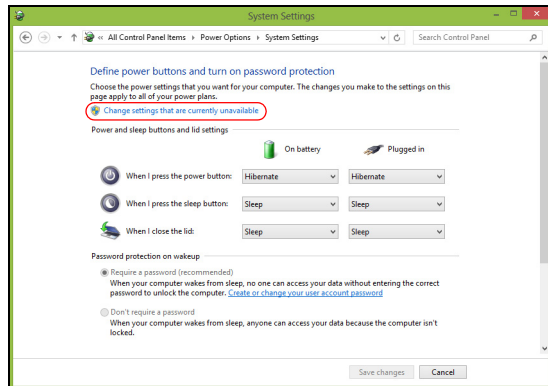 System Settings
« All Control Panel Items Power Options System Settings
Search Control Panel
Define power buttons and turn on password protection
Choose the power settings that you want for your computer. The changes you make to the settings on this
page apply to all of your power plans.
Change settings that are currently unavailable
Power and sleep buttons and lid settings
On battery Plugged in
When I press the power button: Hibernate Hibernate
When I press the sleep button: Sleep Sleep
When I close the lid: Sleep Sleep
Password protection on wakeup
Require a password (recommended)
When your computer wakes from sleep, no one can access your data without entering the correct
password to unlock the computer. Create or change your user account password
Don't require a password
When your computer wakes from sleep, anyone can access your data because the computer isn't
locked.
Save changes Cancel